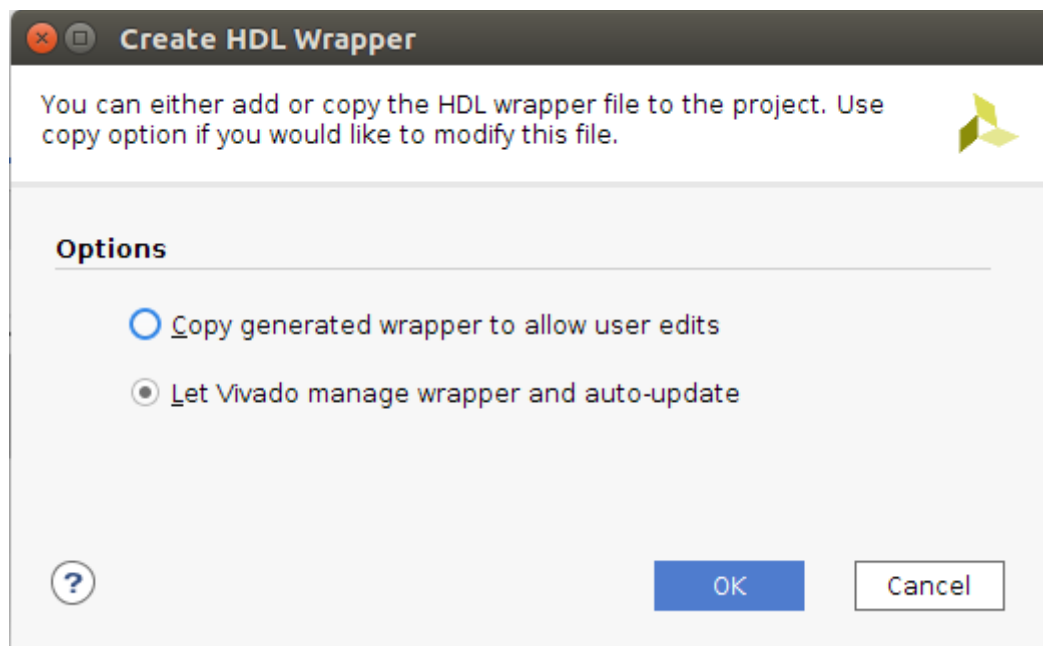 Create HDL Wrapper
You can either add or copy the HDL wrapper file to the project. Use
copy option if you would like to modify this file.
Options
Copy generated wrapper to allow user edits
Let Vivado manage wrapper and auto-update
?
OK
Cancel